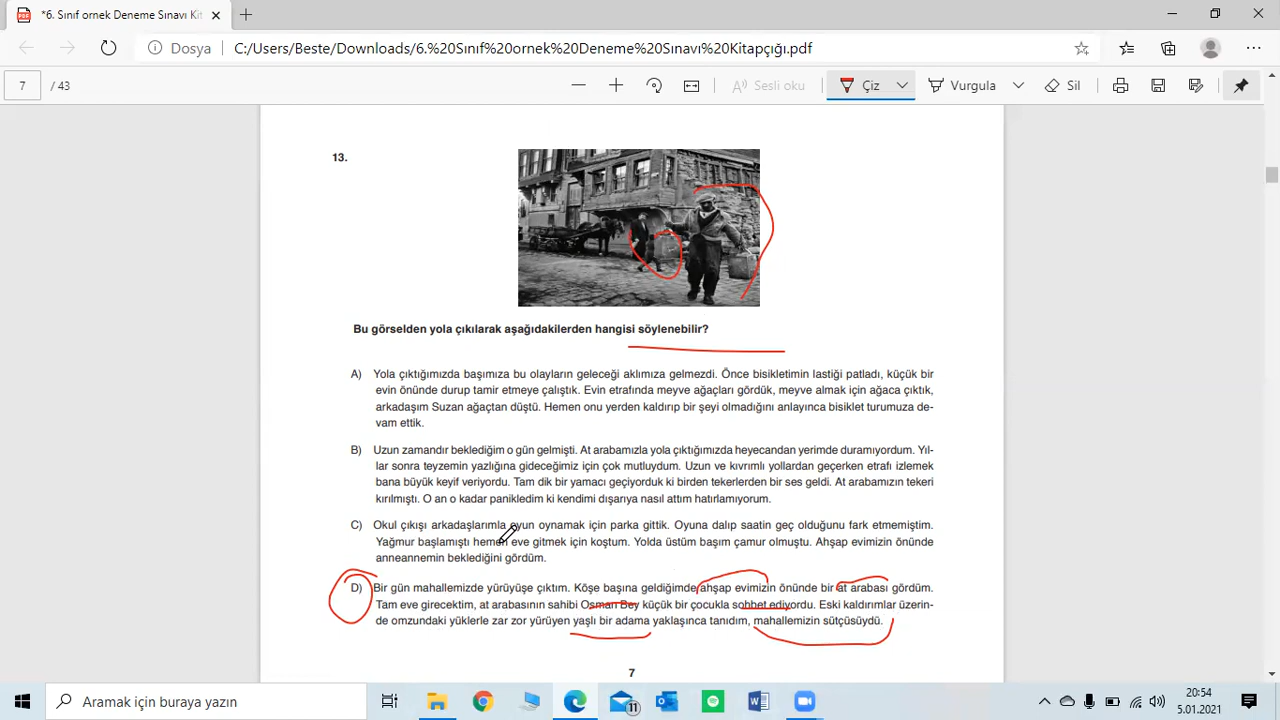 *6. Sınıf ornek Deneme Sınavı Kit
Dosya
C:/Users/Beste/Downloads/6.%20Sınıf%20ornek%20Deneme%20Sınavı%20Kitapçığı.pdf
7 / 43
Sesli oku
Çiz
Vurgula
Sil
13.
Bu görselden yola çıkılarak aşağıdakilerden hangisi söylenebilir?
A) Yola çıktığımızda başımıza bu olayların geleceği aklımıza gelmezdi. Önce bisikletimin lastiği patladı, küçük bir
evin önünde durup tamir etmeye çalıştık. Evin etrafında meyve ağaçları gördük, meyve almak için ağaca çıktık,
arkadaşım Suzan ağaçtan düştü. Hemen onu yerden kaldırıp bir şeyi olmadığını anlayınca bisiklet turumuza de-
vam ettik.
B) Uzun zamandır beklediğim o gün gelmişti. At arabamızla yola çıktığımızda heyecandan yerimde duramıyordum. Yıl-
lar sonra teyzemin yazlığına gideceğimiz için çok mutluydum. Uzun ve kıvrımlı yollardan geçerken etrafı izlemek
bana büyük keyif veriyordu. Tam dik bir yamacı geçiyorduk ki birden tekerlerden bir ses geldi. At arabamızın tekeri
kırılmıştı. O an o kadar panikledim ki kendimi dışarıya nasıl attım hatırlamıyorum.
C) Okul çıkışı arkadaşlarımla oyun oynamak için parka gittik. Oyuna dalıp saatin geç olduğunu fark etmemiştim.
Yağmur başlamıştı hemen eve gitmek için koştum. Yolda üstüm başım çamur olmuştu. Ahşap evimizin önünde
anneannemin beklediğini gördüm.
D) Bir gün mahallemizde yürüyüşe çıktım. Köşe başına geldiğimde ahşap evimizin önünde bir at arabası gördüm.
Tam eve girecektim, at arabasının sahibi Osman Bey küçük bir çocukla sohbet ediyordu. Eski kaldırımlar üzerin-
de omzundaki yüklerle zar zor yürüyen yaşlı bir adama yaklaşınca tanıdım, mahallemizin sütçüsüydü.
7
Aramak için buraya yazın
11
20:54
5.01.2021